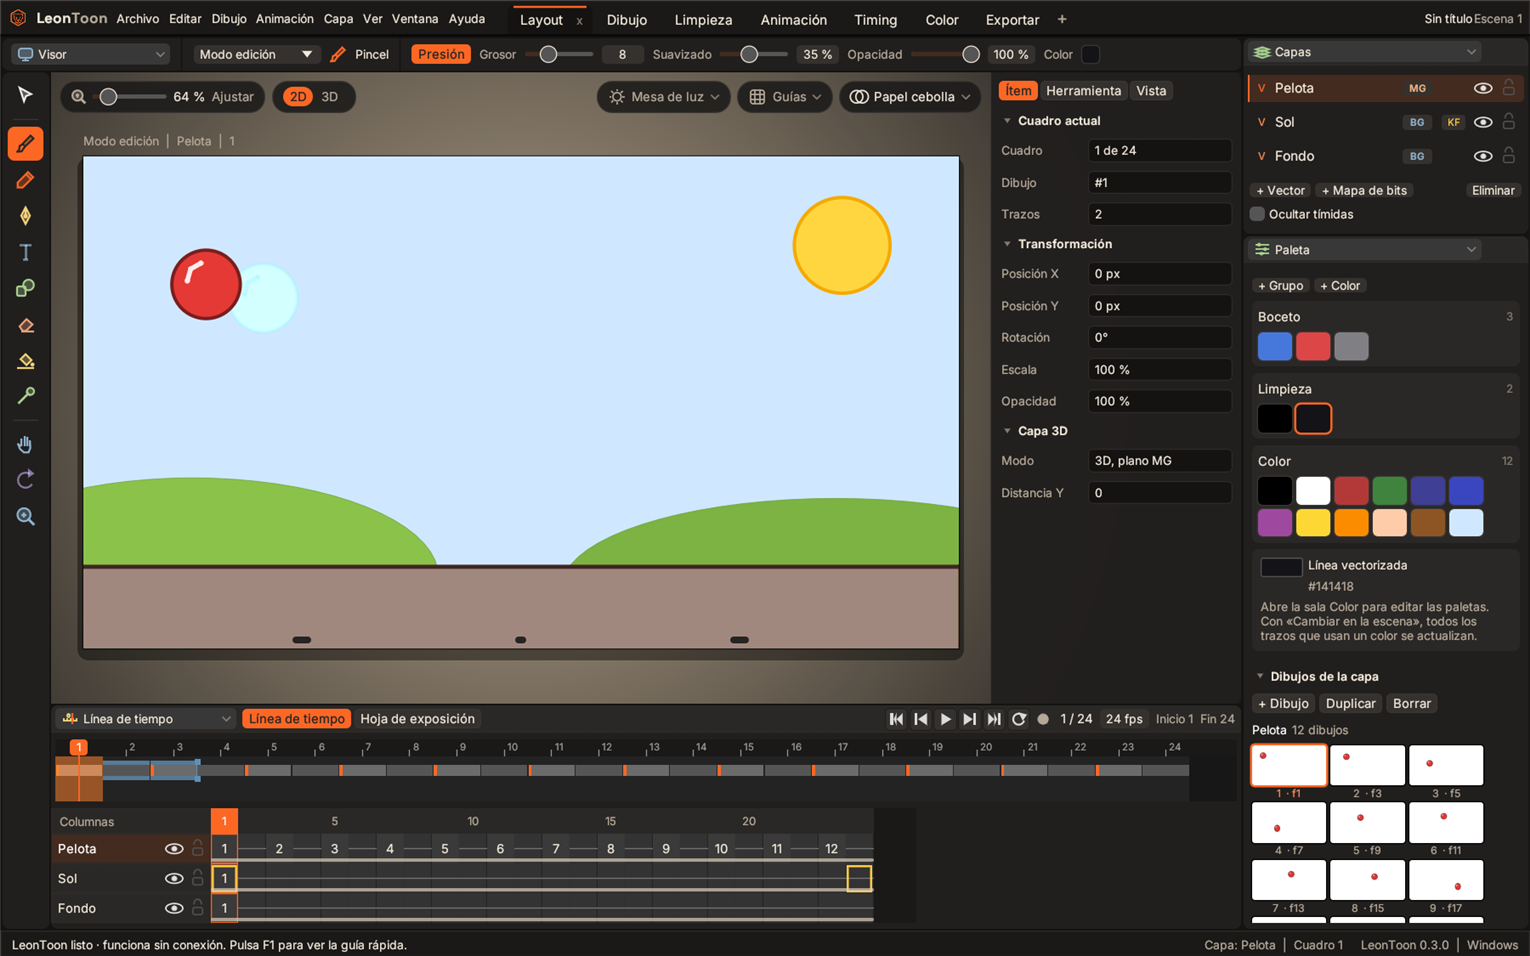 LeonToon Archivo Editar Dibujo Animación Capa Ver Ventana Ayuda Layout x Dibujo Limpieza Animación Timing Color Exportar + Sin título Escena 1
Visor Modo edición Pincel Presión Grosor 8 Suavizado 35 % Opacidad 100 % Color
64 % Ajustar 2D 3D Mesa de luz Guías Papel cebolla
Modo edición | Pelota | 1
Ítem Herramienta Vista
Cuadro actual
Cuadro 1 de 24
Dibujo #1
Trazos 2
Transformación
Posición X 0 px
Posición Y 0 px
Rotación 0°
Escala 100 %
Opacidad 100 %
Capa 3D
Modo 3D, plano MG
Distancia Y 0
Capas
V Pelota MG
V Sol BG KF
V Fondo BG
+ Vector + Mapa de bits Eliminar
Ocultar tímidas
Paleta
+ Grupo + Color
Boceto 3
Limpieza 2
Color 12
Línea vectorizada
#141418
Abre la sala Color para editar las paletas.
Con «Cambiar en la escena», todos los
trazos que usan un color se actualizan.
Dibujos de la capa
+ Dibujo Duplicar Borrar
Pelota 12 dibujos
1 · f1 2 · f3 3 · f5
4 · f7 5 · f9 6 · f11
7 · f13 8 · f15 9 · f17
Línea de tiempo Línea de tiempo Hoja de exposición 1 / 24 24 fps Inicio 1 Fin 24
1 2 3 4 5 6 7 8 9 10 11 12 13 14 15 16 17 18 19 20 21 22 23 24
Columnas 1 5 10 15 20
Pelota 1 2 3 4 5 6 7 8 9 10 11 12
Sol 1
Fondo 1
LeonToon listo · funciona sin conexión. Pulsa F1 para ver la guía rápida. Capa: Pelota | Cuadro 1 LeonToon 0.3.0 | Windows